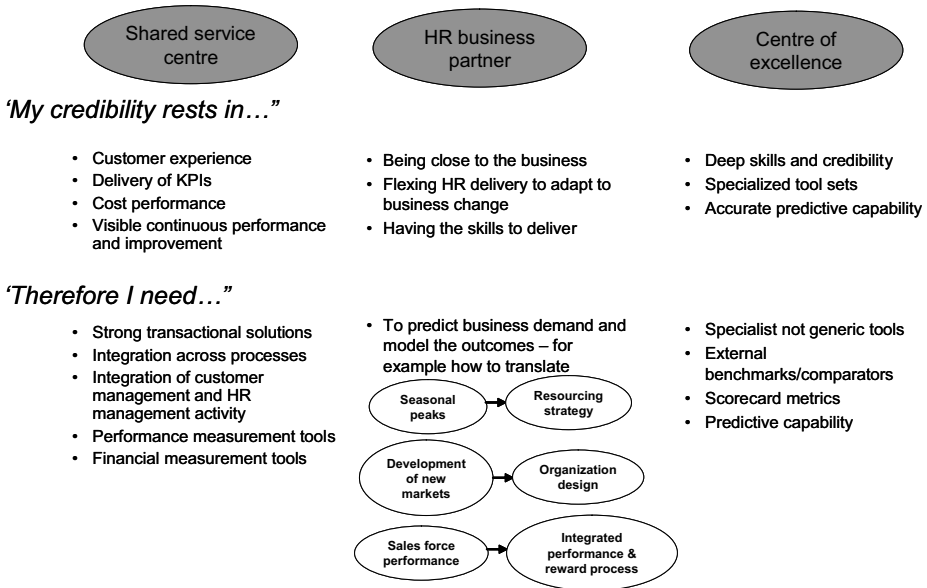 Shared service
centre
HR business
partner
Centre of
excellence
‘My credibility rests in…”
• Customer experience
• Delivery of KPIs
• Cost performance
• Visible continuous performance
and improvement
• Being close to the business
• Flexing HR delivery to adapt to
business change
• Having the skills to deliver
• Deep skills and credibility
• Specialized tool sets
• Accurate predictive capability
‘Therefore I need…”
• Strong transactional solutions
• Integration across processes
• Integration of customer
management and HR
management activity
• Performance measurement tools
• Financial measurement tools
• To predict business demand and
model the outcomes – for
example how to translate
Seasonal
peaks
Resourcing
strategy
Development
of new
markets
Organization
design
Sales force
performance
Integrated
performance &
reward process
• Specialist not generic tools
• External
benchmarks/comparators
• Scorecard metrics
• Predictive capability